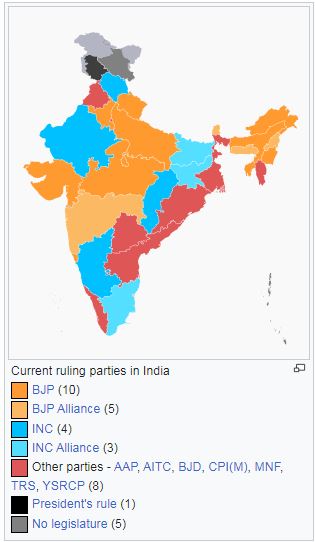 Current ruling parties in India
BJP (10)
BJP Alliance (5)
INC (4)
INC Alliance (3)
Other parties - AAP, AITC, BJD, CPI(M), MNF,
TRS, YSRCP (8)
President's rule (1)
No legislature (5)